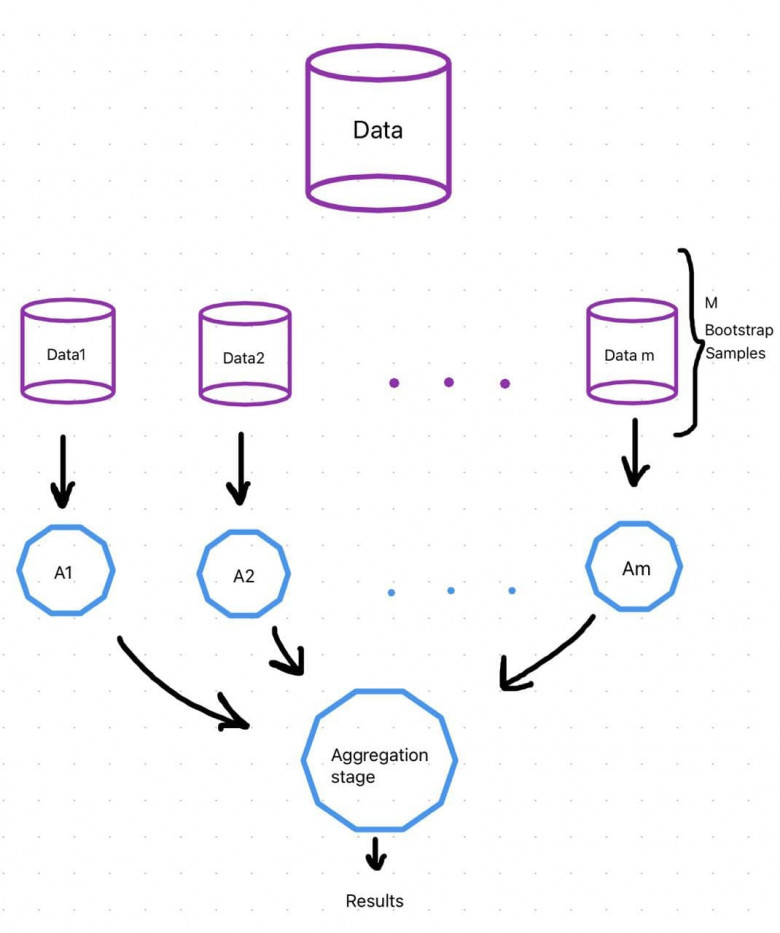 Data
Data1
Data2
Data m
M
Bootstrap
Samples
A1
A2
Am
Aggregation
stage
Results